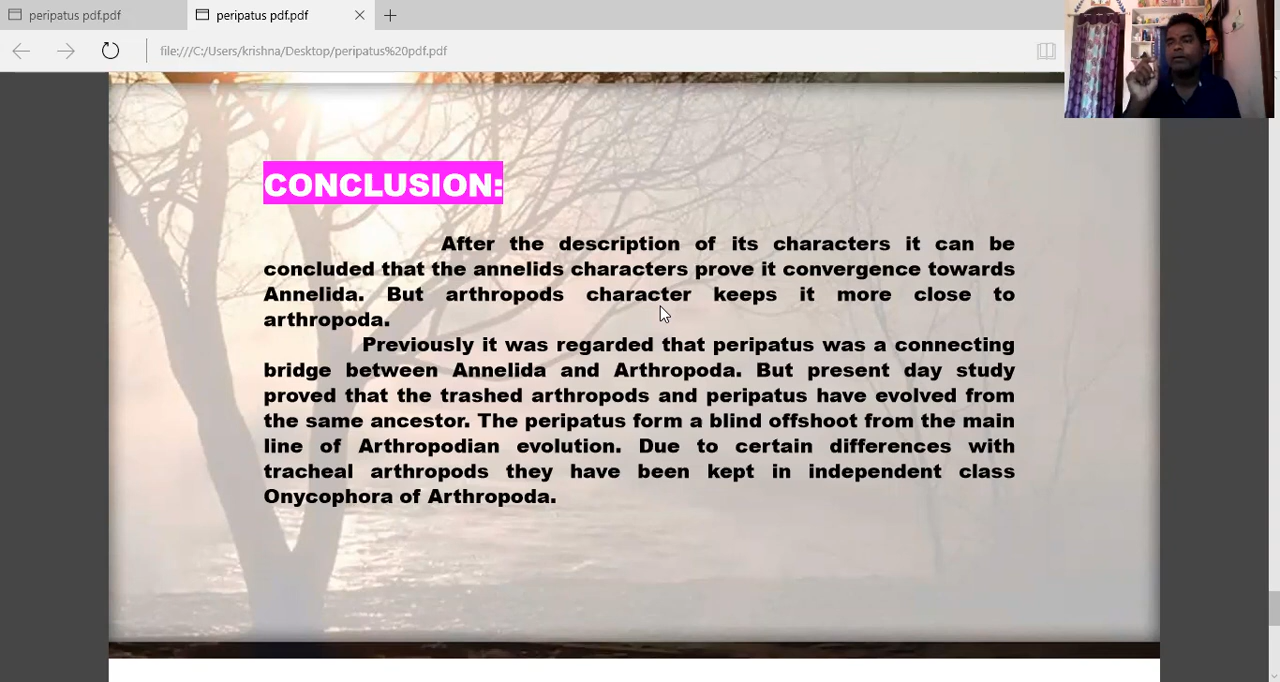 peripatus pdf.pdf
peripatus pdf.pdf
file:///C:/Users/krishna/Desktop/peripatus%20pdf.pdf
CONCLUSION:
After the description of its characters it can be
concluded that the annelids characters prove it convergence towards
Annelida. But arthropods character keeps it more close to
arthropoda.
Previously it was regarded that peripatus was a connecting
bridge between Annelida and Arthropoda. But present day study
proved that the trashed arthropods and peripatus have evolved from
the same ancestor. The peripatus form a blind offshoot from the main
line of Arthropodian evolution. Due to certain differences with
tracheal arthropods they have been kept in independent class
Onycophora of Arthropoda.